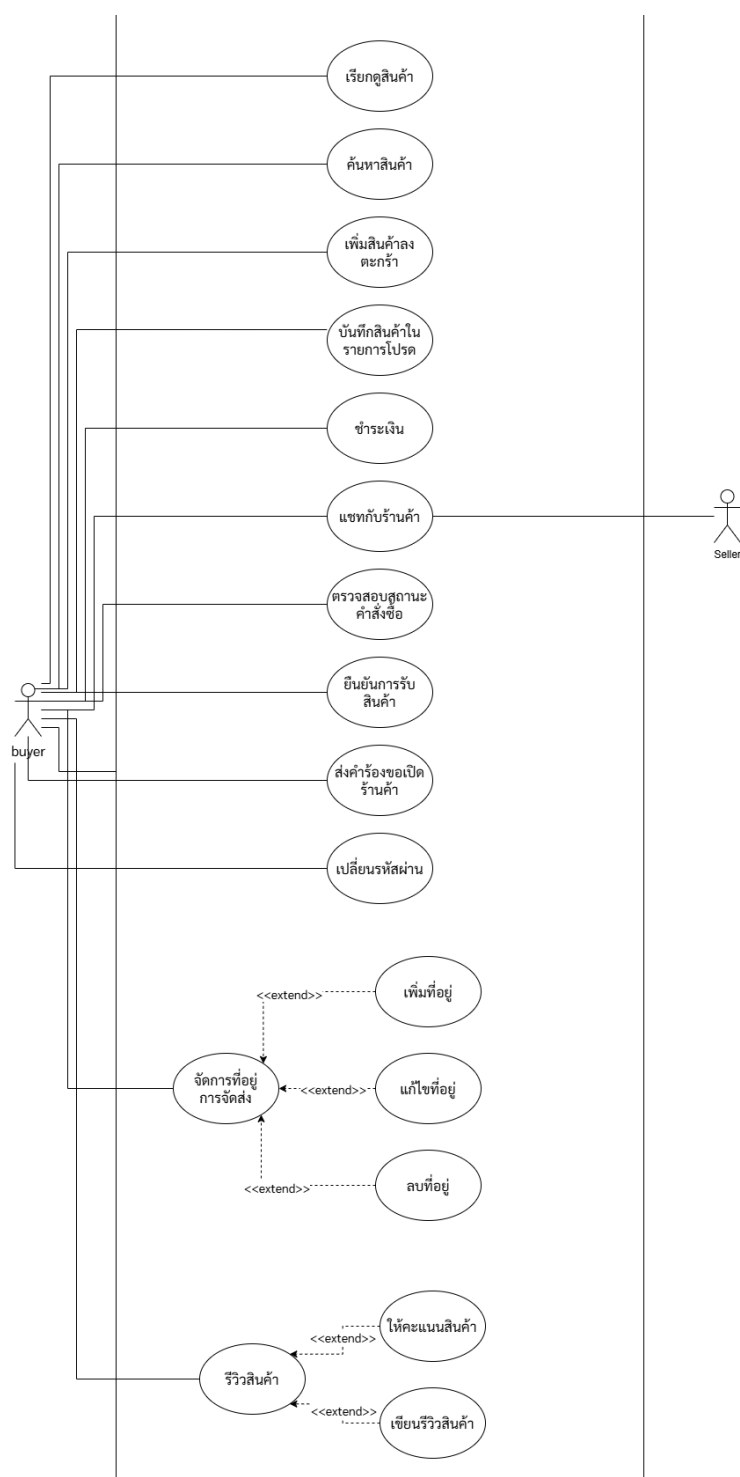 เรียกดูสินค้า
ค้นหาสินค้า
เพิ่มสินค้าลง
ตะกร้า
บันทึกสินค้าใน
รายการโปรด
ชำระเงิน
แชทกับร้านค้า
Seller
ตรวจสอบสถานะ
คำสั่งซื้อ
ยืนยันการรับ
สินค้า
buyer
ส่งคำร้องขอเปิด
ร้านค้า
เปลี่ยนรหัสผ่าน
เพิ่มที่อยู่
<<extend>>
จัดการที่อยู่
การจัดส่ง
<<extend>>
แก้ไขที่อยู่
<<extend>>
ลบที่อยู่
ให้คะแนนสินค้า
<<extend>>
รีวิวสินค้า
<<extend>>
เขียนรีวิวสินค้า